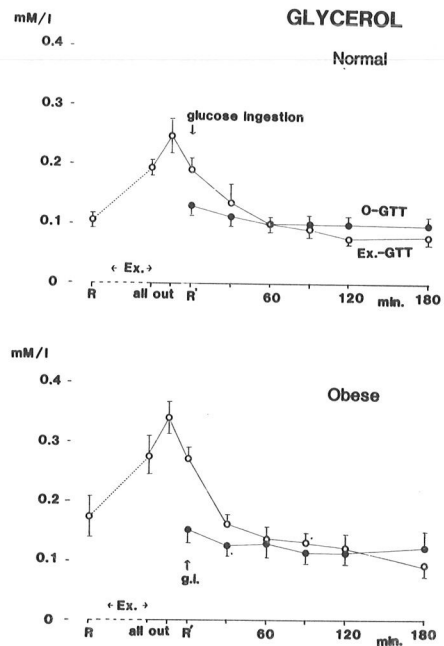 GLYCEROL
mM/l
Normal
0.4
0.3
glucose ingestion
↓
0.2
O-GTT
0.1
Ex.-GTT
0
← Ex. →
R all out R' 60 120 180
min.
mM/l
0.4
Obese
0.3
0.2
0.1
↑
g.i.
0
← Ex. →
R all out R' 60 120 180
min.